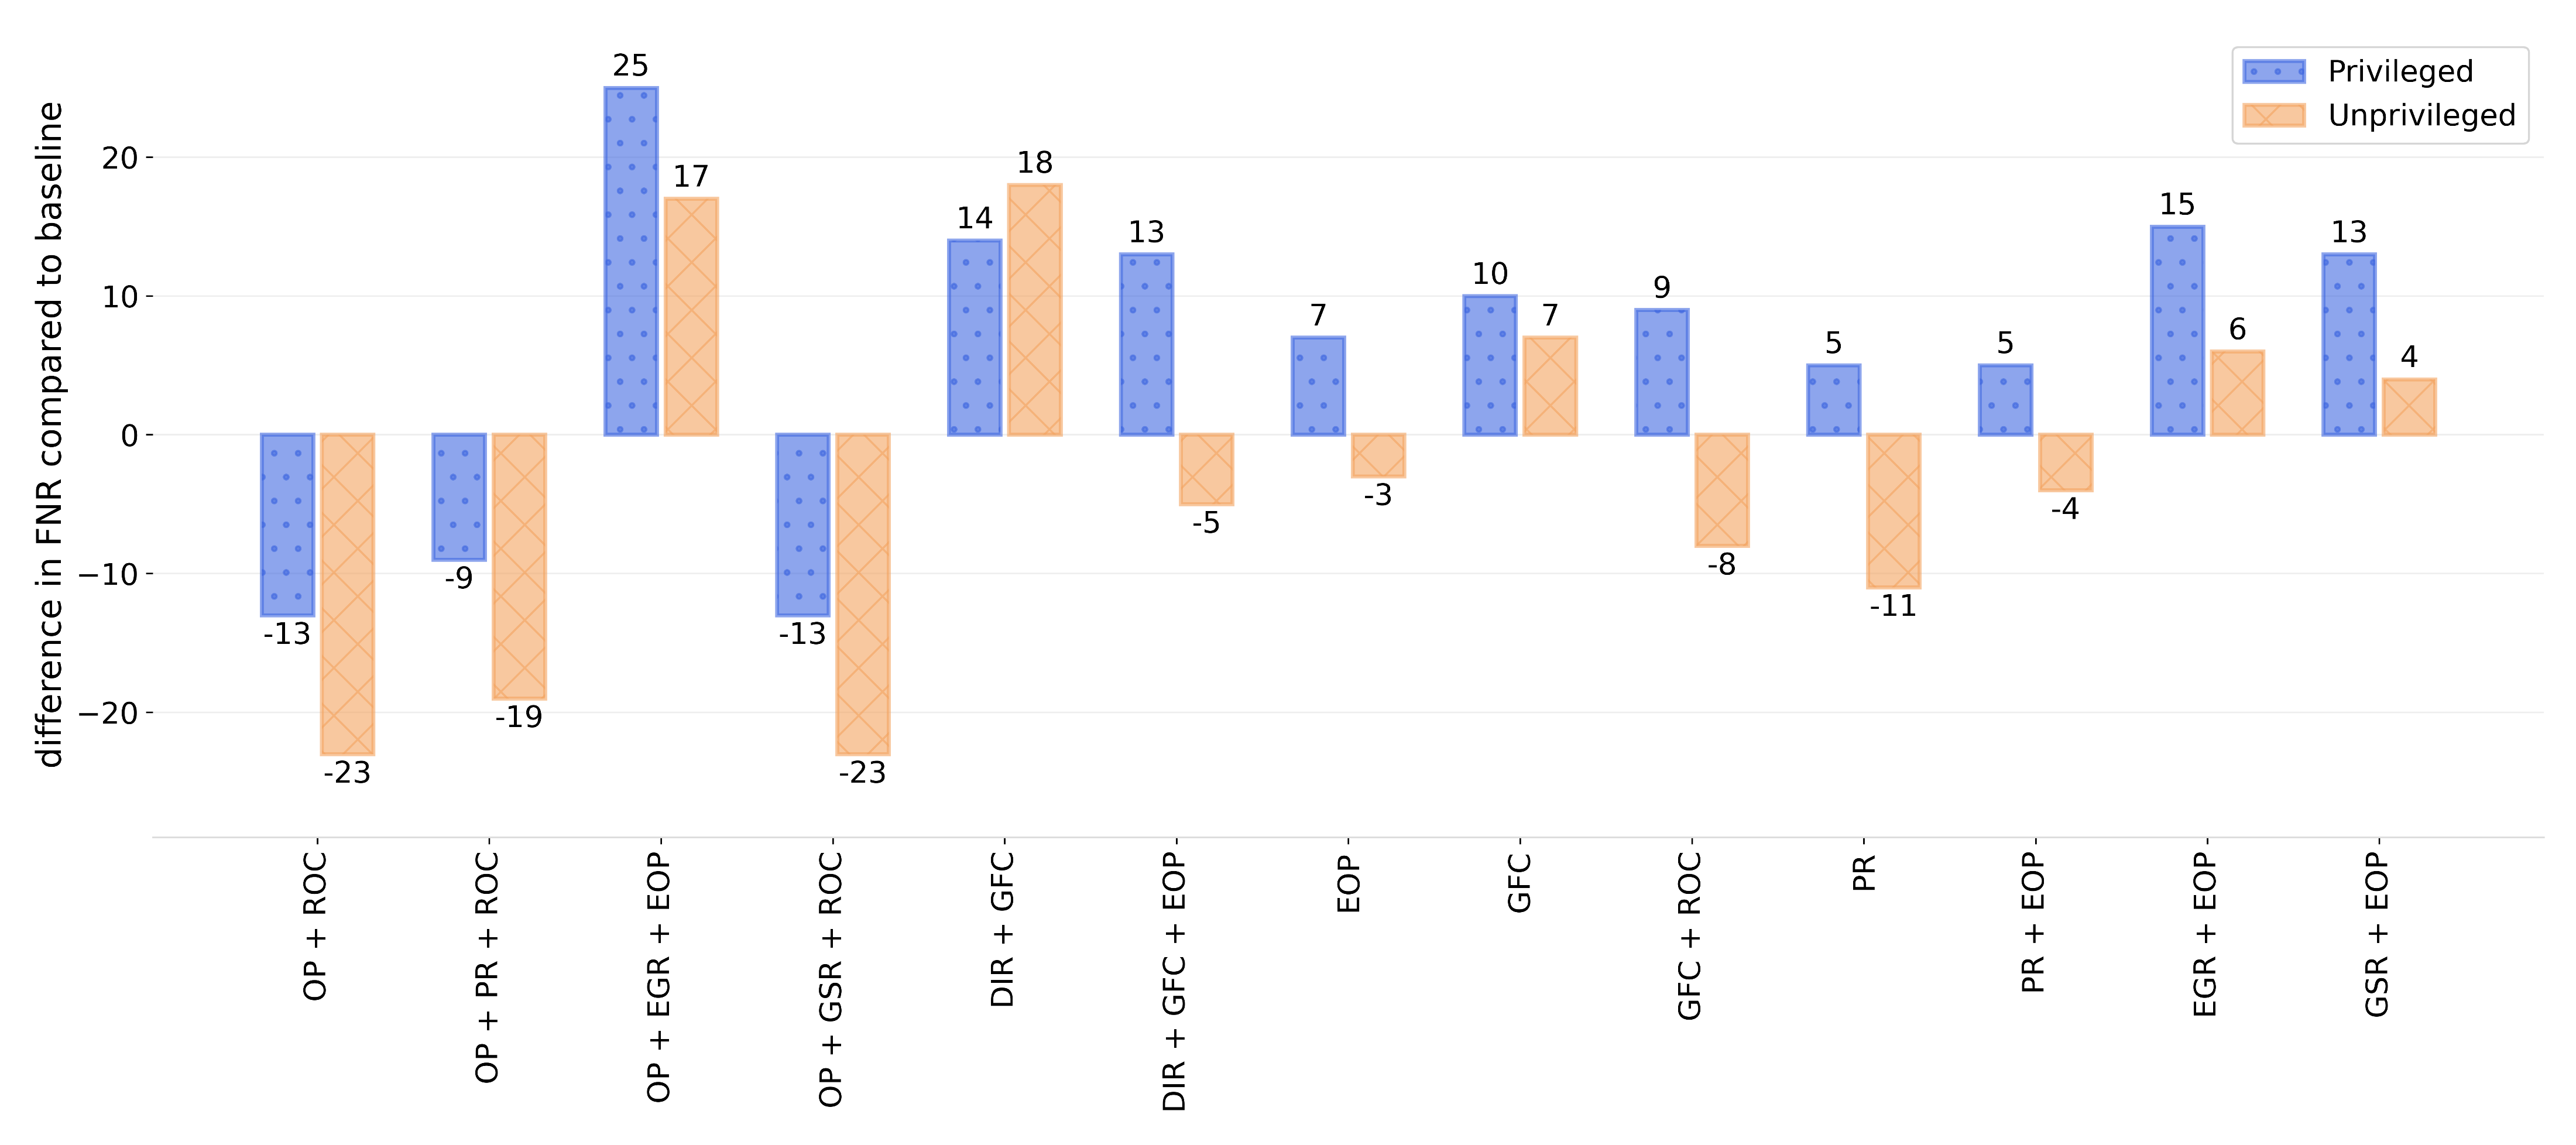 difference in FNR compared to baseline
20
10
0
−10
−20
Privileged
Unprivileged
-13
-23
-9
-19
25
17
-13
-23
14
18
13
-5
7
-3
10
7
9
-8
5
-11
5
-4
15
6
13
4
OP + ROC
OP + PR + ROC
OP + EGR + EOP
OP + GSR + ROC
DIR + GFC
DIR + GFC + EOP
EOP
GFC
GFC + ROC
PR
PR + EOP
EGR + EOP
GSR + EOP